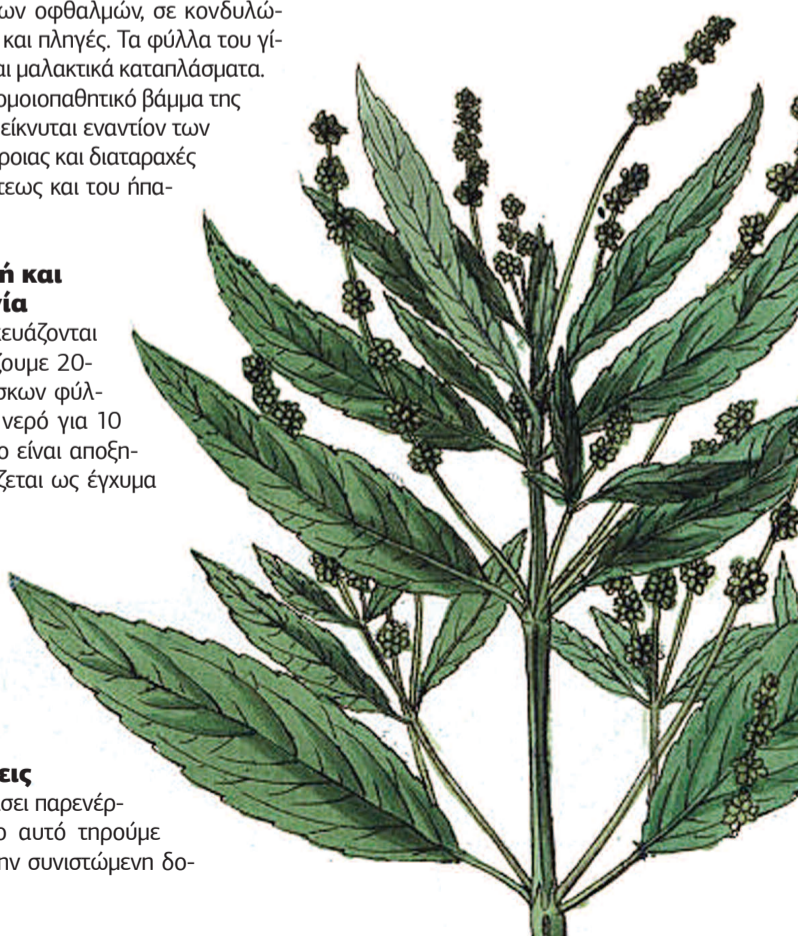 ων οφθαλμών, σε κονδυλώ-
και πληγές. Τα φύλλα του γί-
αι μαλακτικά καταπλάσματα.
ομοιοπαθητικό βάμμα της
είκνυται εναντίον των
ροιας και διαταραχές
τεως και του ήπα-
ή και
γία
ευάζονται
ζουμε 20-
σκων φύλ-
νερό για 10
ο είναι αποξη-
ζεται ως έγχυμα
εις
σει παρενέρ-
ο αυτό τηρούμε
ην συνιστώμενη δο-